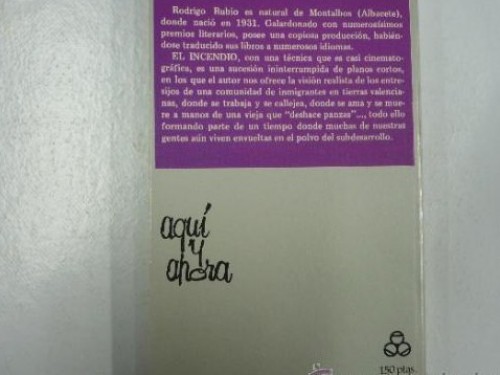 Rodrigo Rubio es natural de Montalbos (Albacete),
donde nació en 1931. Galardonado con numerosísimos
premios literarios, posee una copiosa producción, habién-
dose traducido sus libros a numerosos idiomas.
EL INCENDIO, con una técnica que es casi cinemato-
gráfica, es una sucesión ininterrumpida de planos cortos,
en los que el autor nos ofrece la visión realista de los entre-
sijos de una comunidad de inmigrantes en tierras valencia-
nas, donde se trabaja y se callejea, donde se ama y se mue-
re a manos de una vieja que "deshace panzas"..., todo ello
formando parte de un tiempo donde muchas de nuestras
gentes aún viven envueltas en el polvo del subdesarrollo.
aquí
y
ahora
150 ptas.